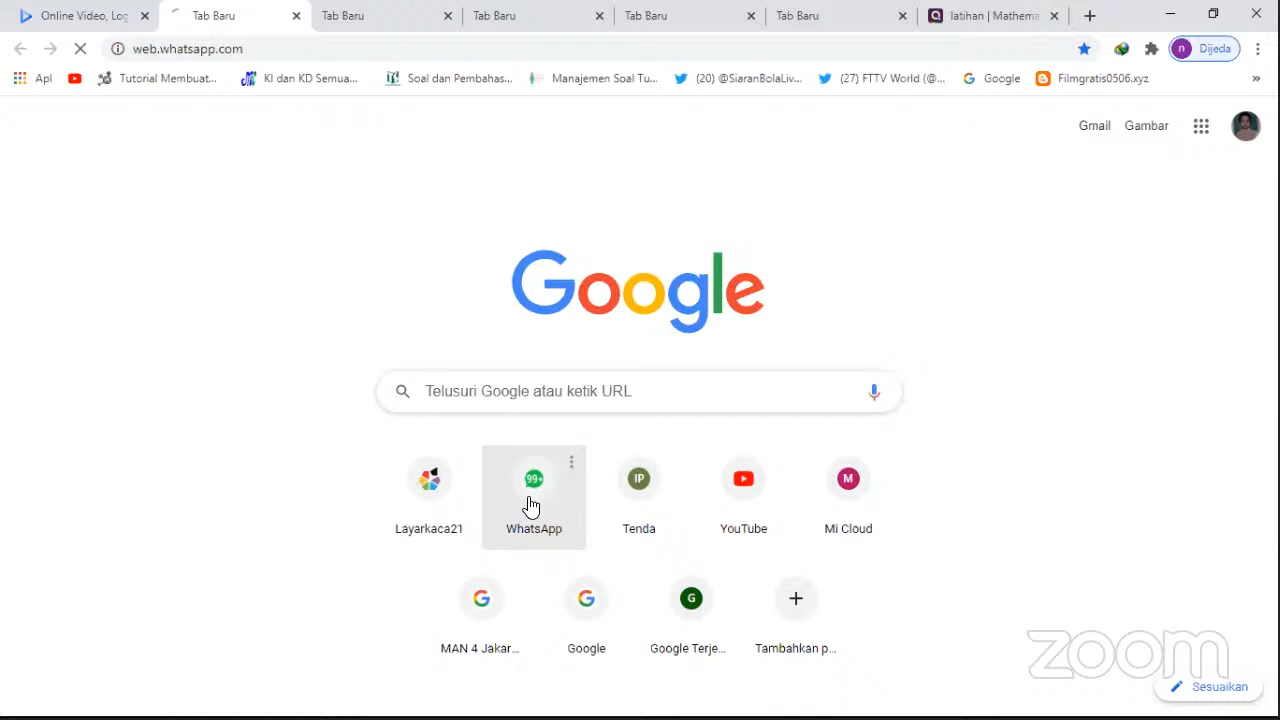 Online Video, Log
Tab Baru
Tab Baru
Tab Baru
Tab Baru
Tab Baru
latihan | Mathema
web.whatsapp.com
n
Dijeda
Apl
Tutorial Membuat...
KI dan KD Semua...
Soal dan Pembahas...
Manajemen Soal Tu...
(20) @SiaranBolaLiv...
(27) FTTV World (@...
Google
Filmgratis0506.xyz
»
Gmail
Gambar
Google
Telusuri Google atau ketik URL
99+
IP
M
Layarkaca21
WhatsApp
Tenda
YouTube
Mi Cloud
G
G
G
MAN 4 Jakar...
Google
Google Terje...
Tambahkan p...
zoom
Sesuaikan